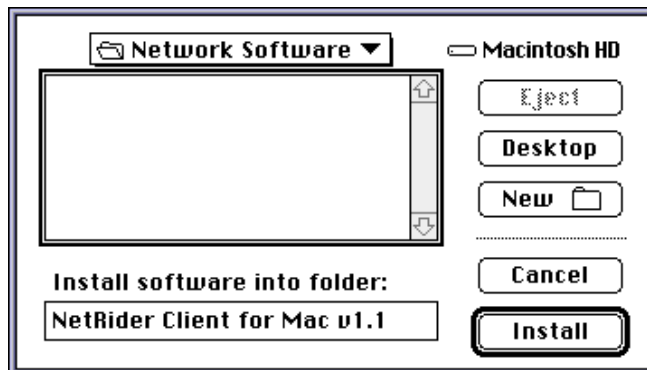 Network Software
Macintosh HD
Eject
Desktop
New
Install software into folder:
NetRider Client for Mac v1.1
Cancel
Install